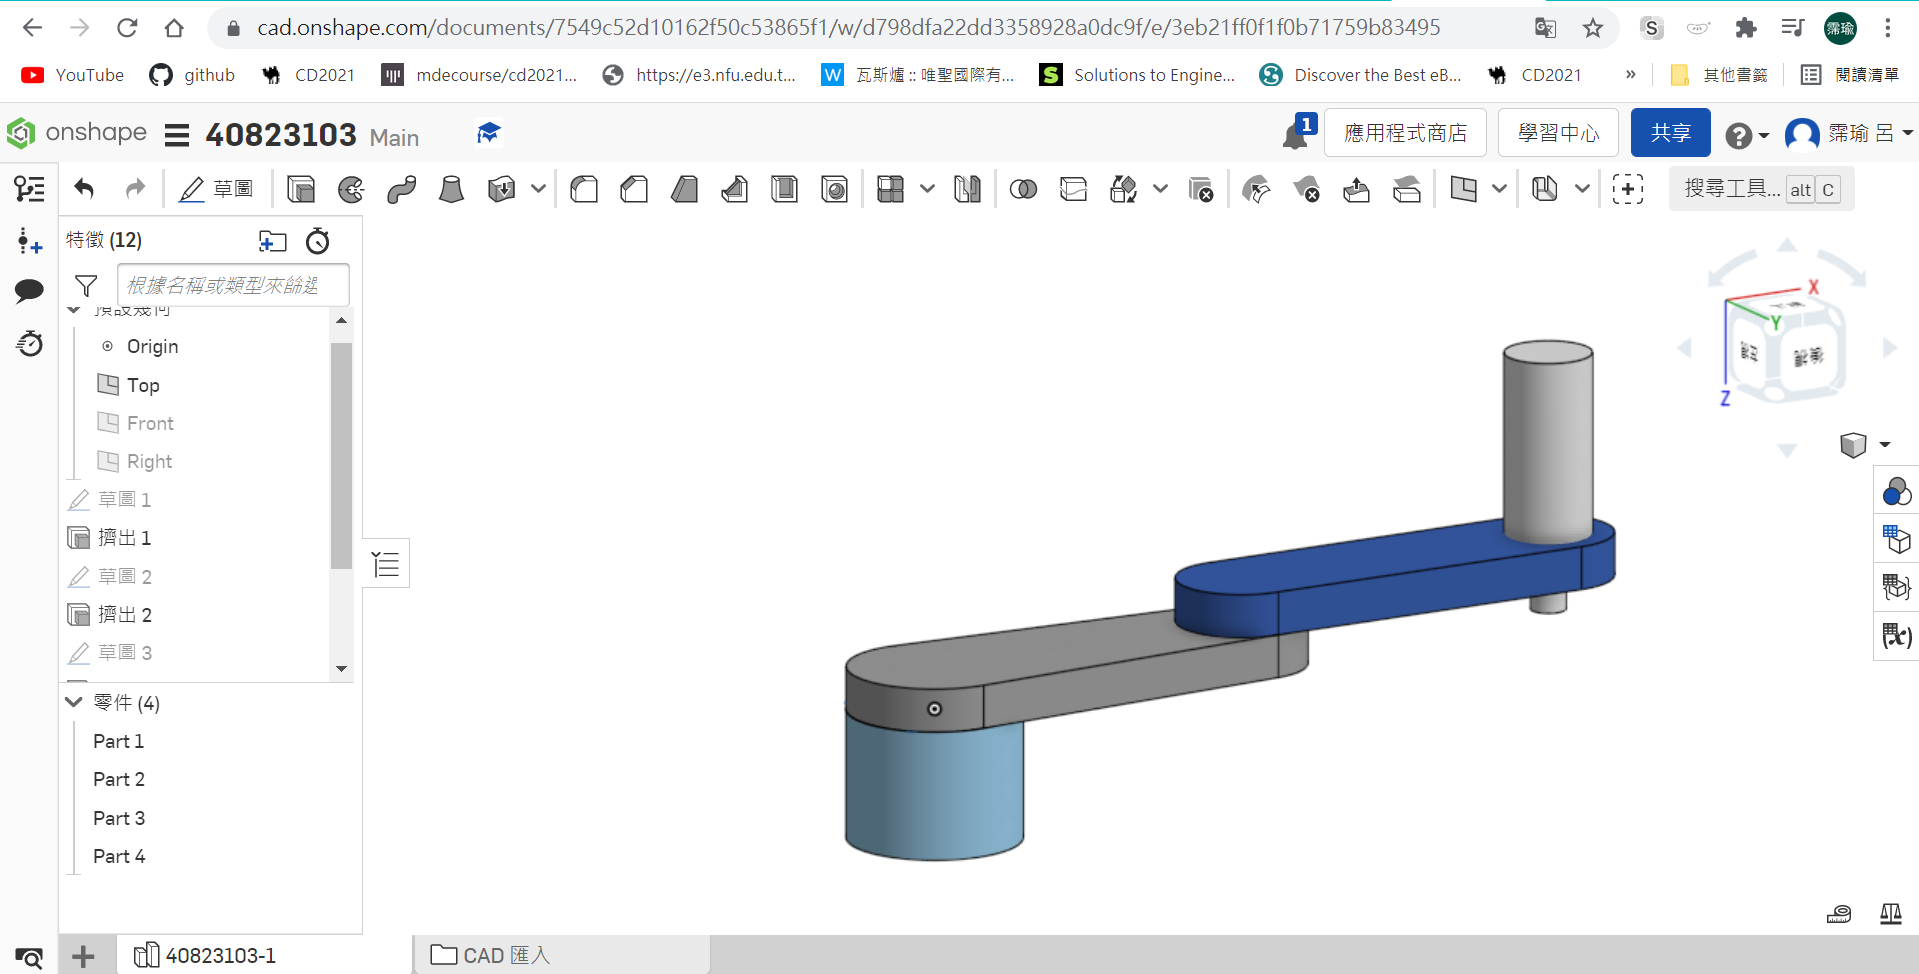 cad.onshape.com/documents/7549c52d10162f50c53865f1/w/d798dfa22dd3358928a0dc9f/e/3eb21ff0f1f0b71759b83495
S
霈瑜
YouTube github CD2021 mdecourse/cd2021... https://e3.nfu.edu.t... W 瓦斯爐 :: 唯聖國際有... S Solutions to Enginee... Discover the Best eB... CD2021 » 其他書籤 閱讀清單
onshape 40823103 Main 1 應用程式商店 學習中心 共享 霈瑜 呂
草圖 搜尋工具... alt C
特徵 (12)
根據名稱或類型來篩選
預設幾何
Origin
Top
Front
Right
草圖 1
擠出 1
草圖 2
擠出 2
草圖 3
零件 (4)
Part 1
Part 2
Part 3
Part 4
X
Y
Z
40823103-1 CAD 匯入